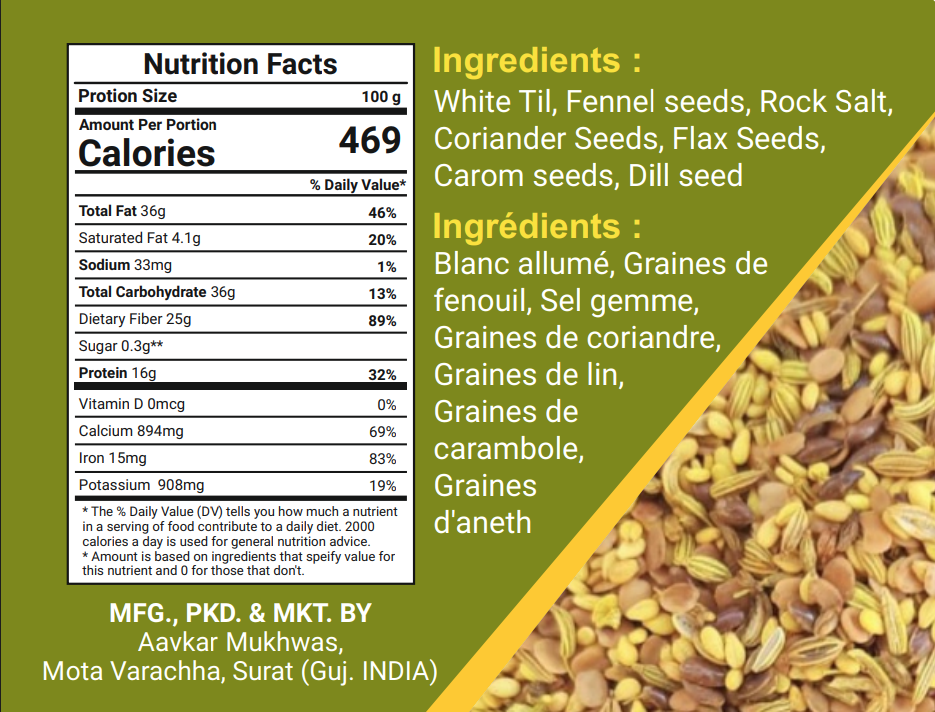 Nutrition Facts
Protion Size 100 g
Amount Per Portion
Calories 469
% Daily Value*
Total Fat 36g 46%
Saturated Fat 4.1g 20%
Sodium 33mg 1%
Total Carbohydrate 36g 13%
Dietary Fiber 25g 89%
Sugar 0.3g**
Protein 16g 32%
Vitamin D 0mcg 0%
Calcium 894mg 69%
Iron 15mg 83%
Potassium 908mg 19%
* The % Daily Value (DV) tells you how much a nutrient
in a serving of food contribute to a daily diet. 2000
calories a day is used for general nutrition advice.
* Amount is based on ingredients that speify value for
this nutrient and 0 for those that don't.
MFG., PKD. & MKT. BY
Aavkar Mukhwas,
Mota Varachha, Surat (Guj. INDIA)
Ingredients :
White Til, Fennel seeds, Rock Salt,
Coriander Seeds, Flax Seeds,
Carom seeds, Dill seed
Ingrédients :
Blanc allumé, Graines de
fenouil, Sel gemme,
Graines de coriandre,
Graines de lin,
Graines de
carambole,
Graines
d'aneth